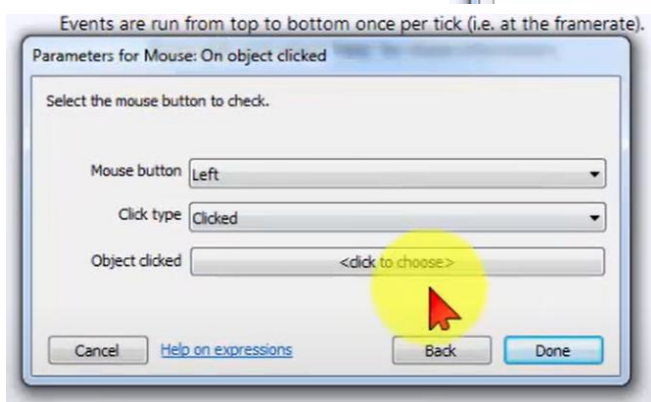 Events are run from top to bottom once per tick (i.e. at the framerate).
Parameters for Mouse: On object clicked
Select the mouse button to check.
Mouse button Left
Click type Clicked
Object clicked <click to choose>
Cancel Help on expressions Back Done